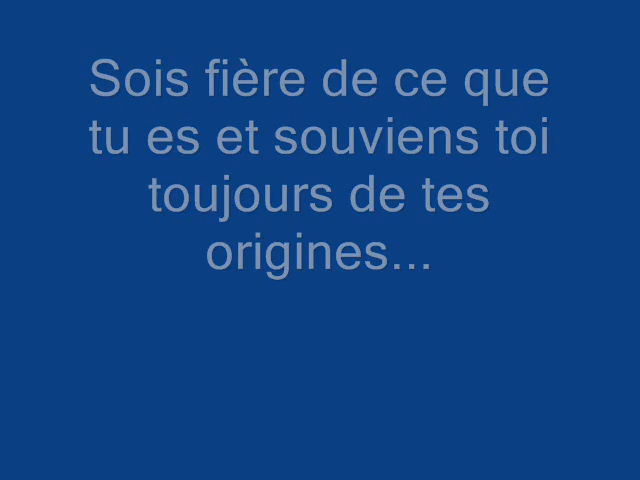 Sois fière de ce que
tu es et souviens toi
toujours de tes
origines...